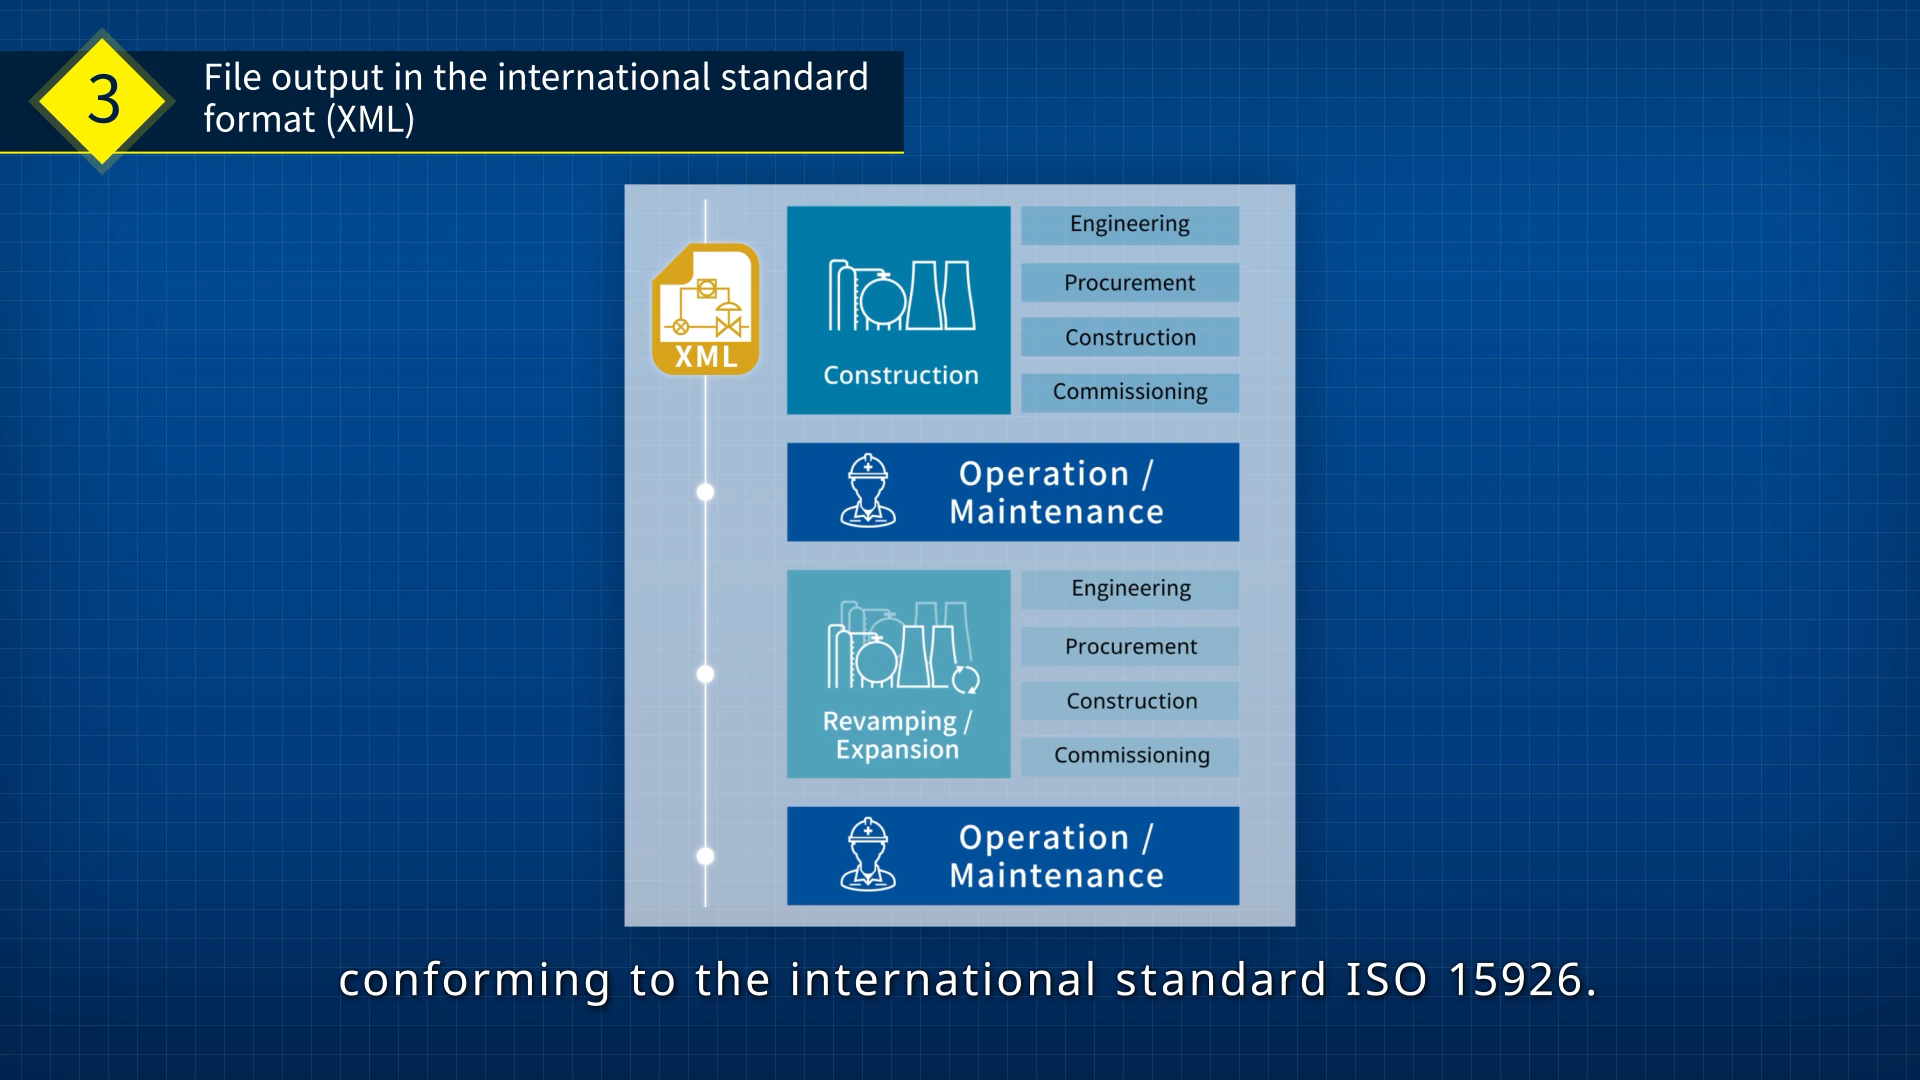 3
File output in the international standard
format (XML)
XML
Construction
Engineering
Procurement
Construction
Commissioning
Operation /
Maintenance
Revamping /
Expansion
Engineering
Procurement
Construction
Commissioning
Operation /
Maintenance
conforming to the international standard ISO 15926.